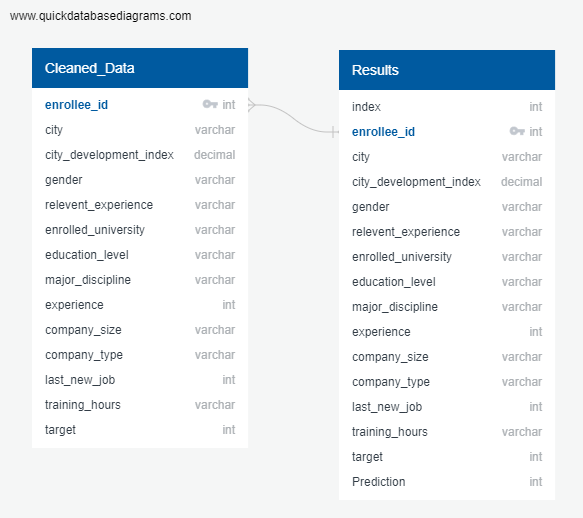 www.quickdatabasediagrams.com
Cleaned_Data
enrollee_id int
city varchar
city_development_index decimal
gender varchar
relevent_experience varchar
enrolled_university varchar
education_level varchar
major_discipline varchar
experience int
company_size varchar
company_type varchar
last_new_job int
training_hours varchar
target int
Results
index int
enrollee_id int
city varchar
city_development_index decimal
gender varchar
relevent_experience varchar
enrolled_university varchar
education_level varchar
major_discipline varchar
experience int
company_size varchar
company_type varchar
last_new_job int
training_hours varchar
target int
Prediction int